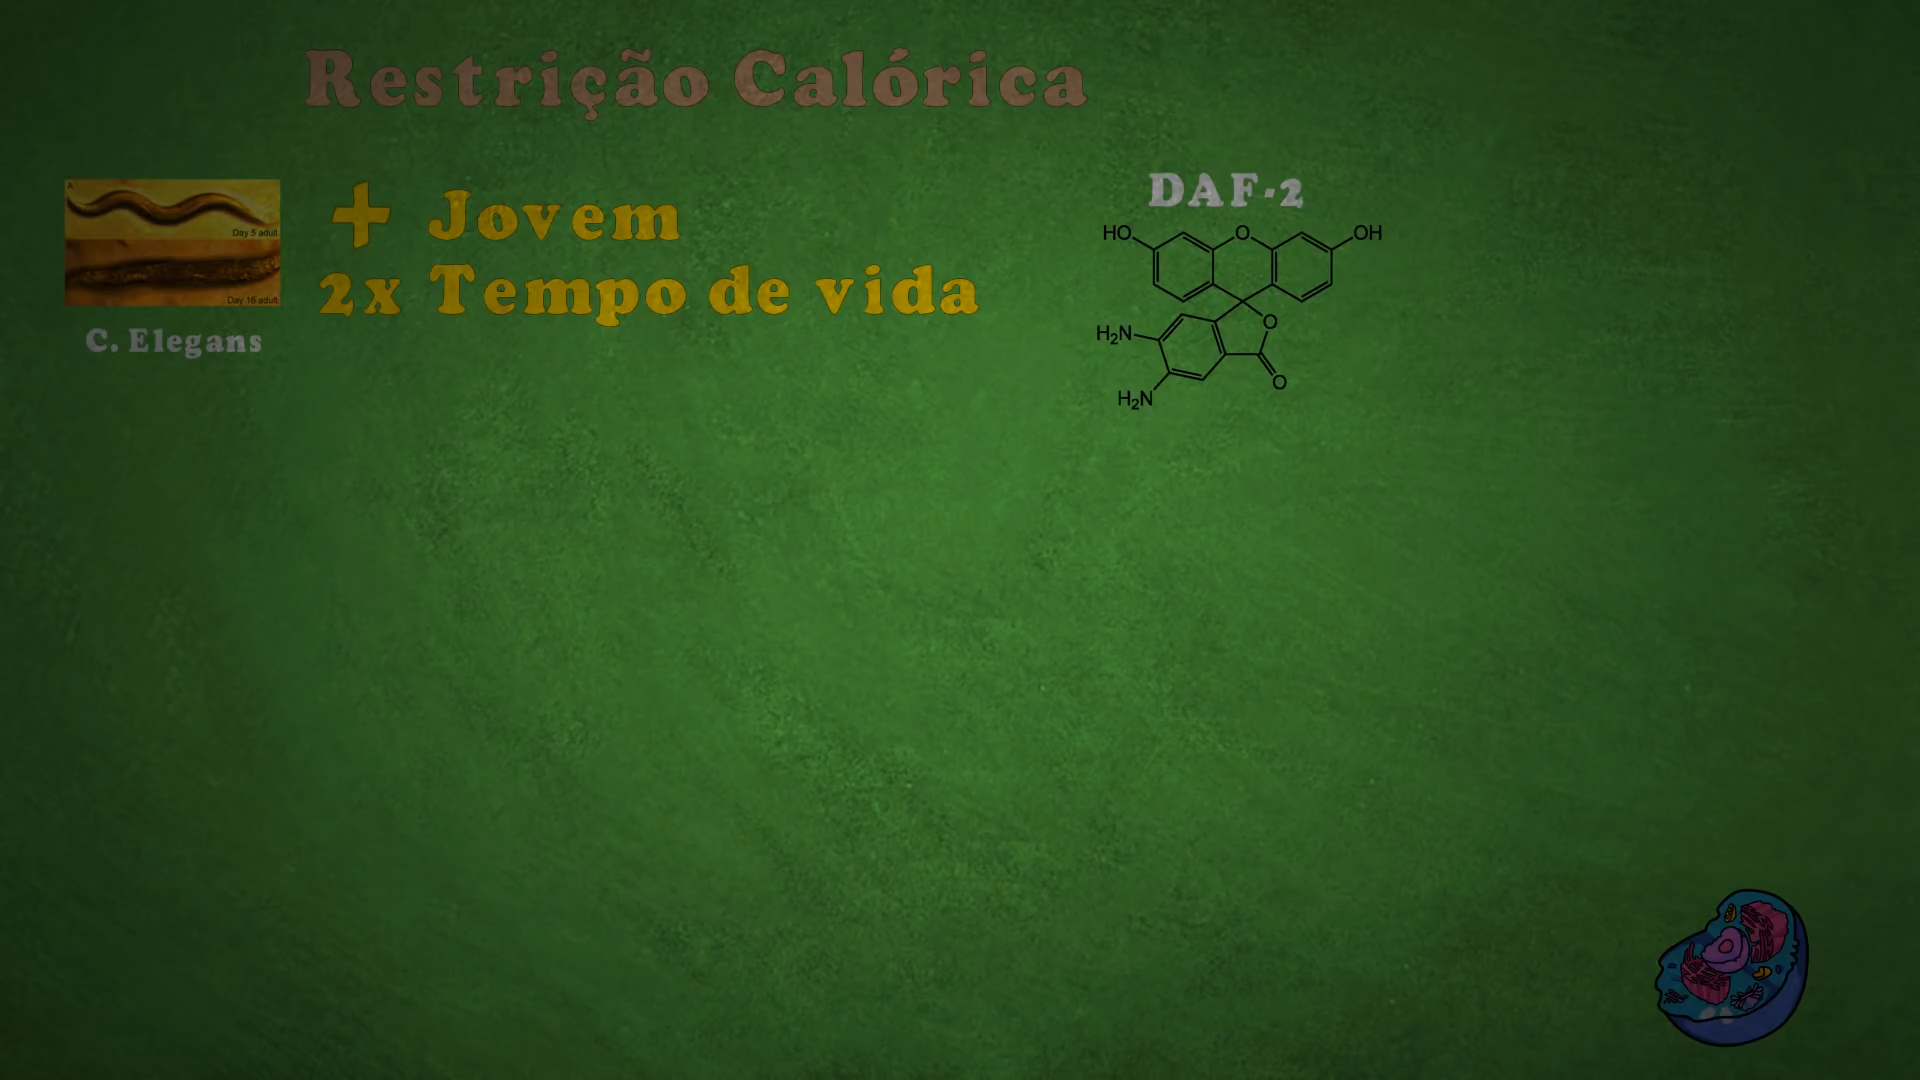 Restrição Calórica
A
Day 5 adult
Day 16 adult
C. Elegans
+ Jovem
2x Tempo de vida
DAF-2
HO
O
OH
O
H₂N
O
H₂N